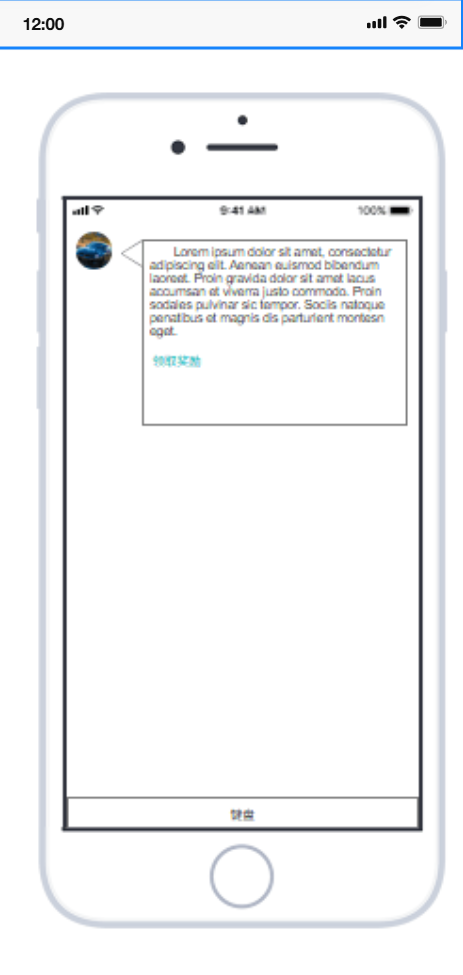 12:00
9:41 AM 100%
Lorem ipsum dolor sit amet, consectetur
adipiscing elit. Aenean euismod bibendum
laoreet. Proin gravida dolor sit amet lacus
accumsan et viverra justo commodo. Proin
sodales pulvinar sic tempor. Sociis natoque
penatibus et magnis dis parturient montesn
eget.
领取奖励
键盘